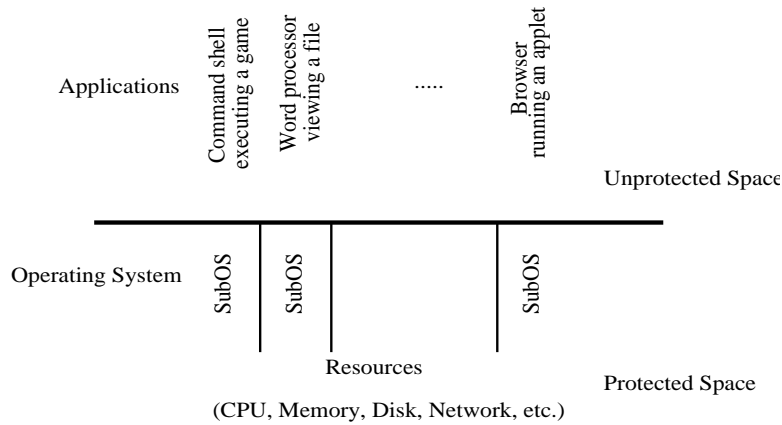 Applications
Command shell
executing a game
Word processor
viewing a file
.....
Browser
running an applet
Unprotected Space
Operating System
SubOS
SubOS
SubOS
Resources
Protected Space
(CPU, Memory, Disk, Network, etc.)